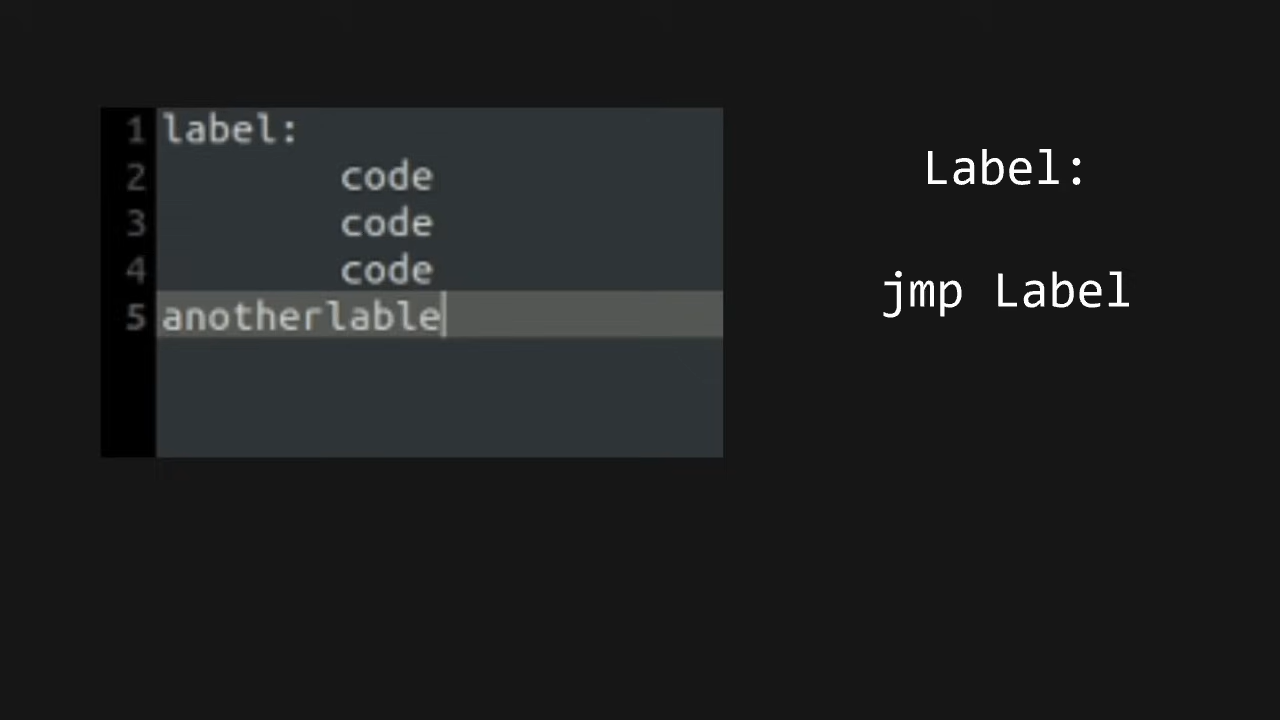 1 label:
2 code
3 code
4 code
5 anotherlable
Label:
jmp Label